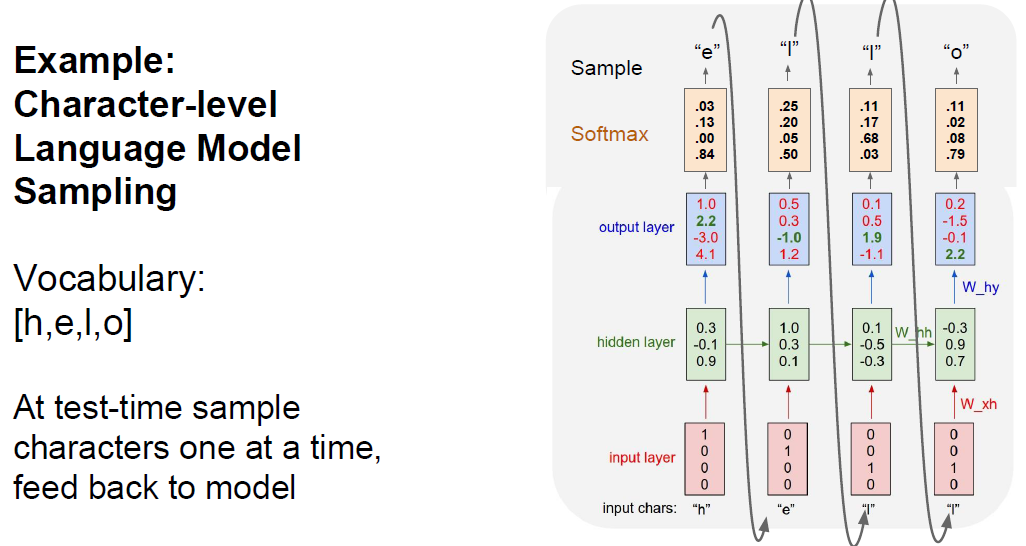 Example:
Character-level
Language Model
Sampling
Vocabulary:
[h,e,l,o]
At test-time sample
characters one at a time,
feed back to model
Sample “e” “l” “l” “o”
Softmax
.03 .25 .11 .11
.13 .20 .17 .02
.00 .05 .68 .08
.84 .50 .03 .79
output layer
1.0 0.5 0.1 0.2
2.2 0.3 0.5 -1.5
-3.0 -1.0 1.9 -0.1
4.1 1.2 -1.1 2.2
W_hy
hidden layer
0.3 1.0 0.1 -0.3
-0.1 0.3 -0.5 0.9
0.9 0.1 -0.3 0.7
W_hh
W_xh
input layer
1 0 0 0
0 1 0 0
0 0 1 1
0 0 0 0
input chars: “h” “e” “l” “l”